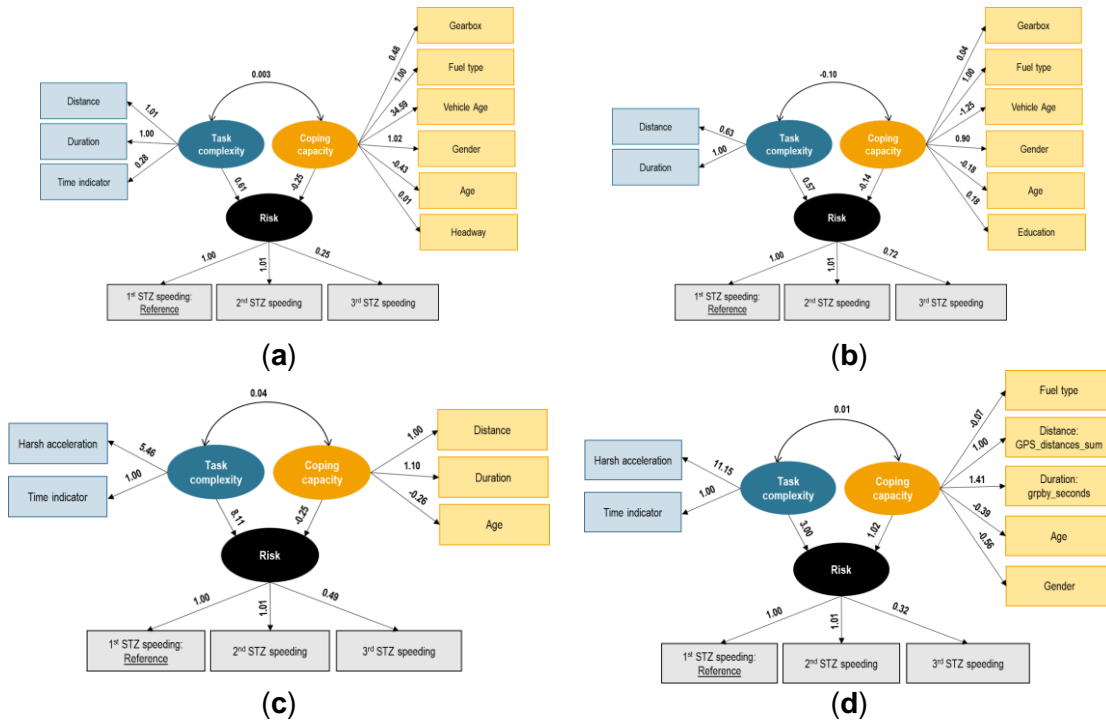 Gearbox
0.48
Fuel type
1.00
0.003
Distance
1.01
34.59
Vehicle Age
Duration
1.00
Task
complexity
Coping
capacity
1.02
Gender
Time indicator
0.28
-0.43
Age
0.61
-0.25
0.01
Headway
Risk
1.00
1.01
0.25
1st STZ speeding:
Reference
2nd STZ speeding
3rd STZ speeding
(a)
Gearbox
0.04
Fuel type
1.00
-0.10
-1.25
Vehicle Age
Distance
0.63
Task
complexity
Coping
capacity
0.90
Gender
Duration
1.00
-0.18
Age
0.57
-0.14
0.18
Education
Risk
1.00
1.01
0.72
1st STZ speeding:
Reference
2nd STZ speeding
3rd STZ speeding
(b)
0.04
Harsh acceleration
5.46
1.00
Distance
Task
complexity
Coping
capacity
1.10
Duration
Time indicator
1.00
-0.26
Age
8.11
-0.25
Risk
1.00
1.01
0.49
1st STZ speeding:
Reference
2nd STZ speeding
3rd STZ speeding
(c)
Fuel type
-0.07
0.01
1.00
Distance:
GPS_distances_sum
Harsh acceleration
11.15
Task
complexity
Coping
capacity
1.41
Duration:
grpby_seconds
Time indicator
1.00
-0.39
Age
3.00
1.02
-0.56
Gender
Risk
1.00
1.01
0.32
1st STZ speeding:
Reference
2nd STZ speeding
3rd STZ speeding
(d)